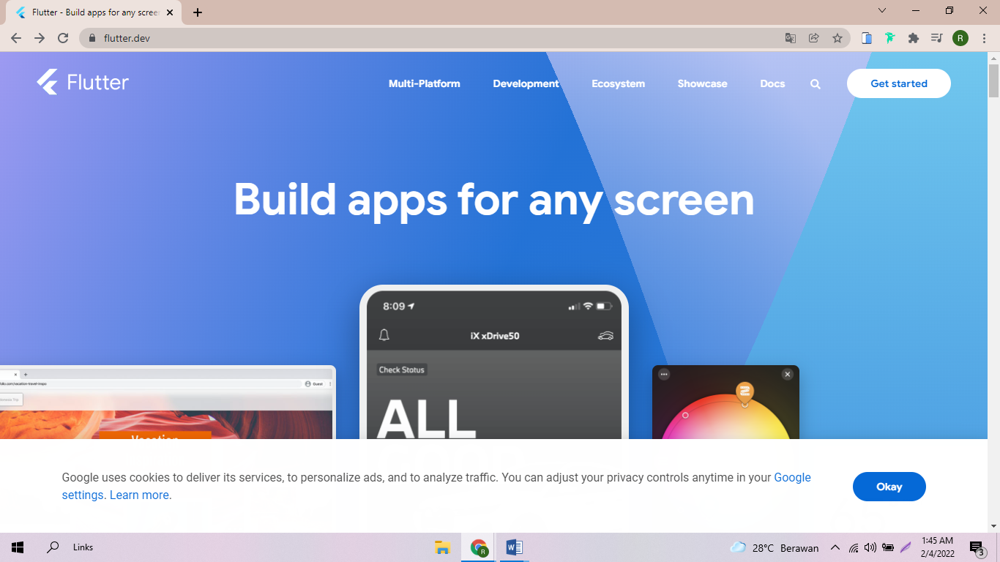 Flutter - Build apps for any screen
flutter.dev
R
Flutter
Multi-Platform
Development
Ecosystem
Showcase
Docs
Get started
Build apps for any screen
8:09
iX xDrive50
Check Status
ALL
Guest
Vacation
Google uses cookies to deliver its services, to personalize ads, and to analyze traffic. You can adjust your privacy controls anytime in your Google
settings. Learn more.
Okay
Links
R
W
28°C Berawan
1:45 AM
2/4/2022
3